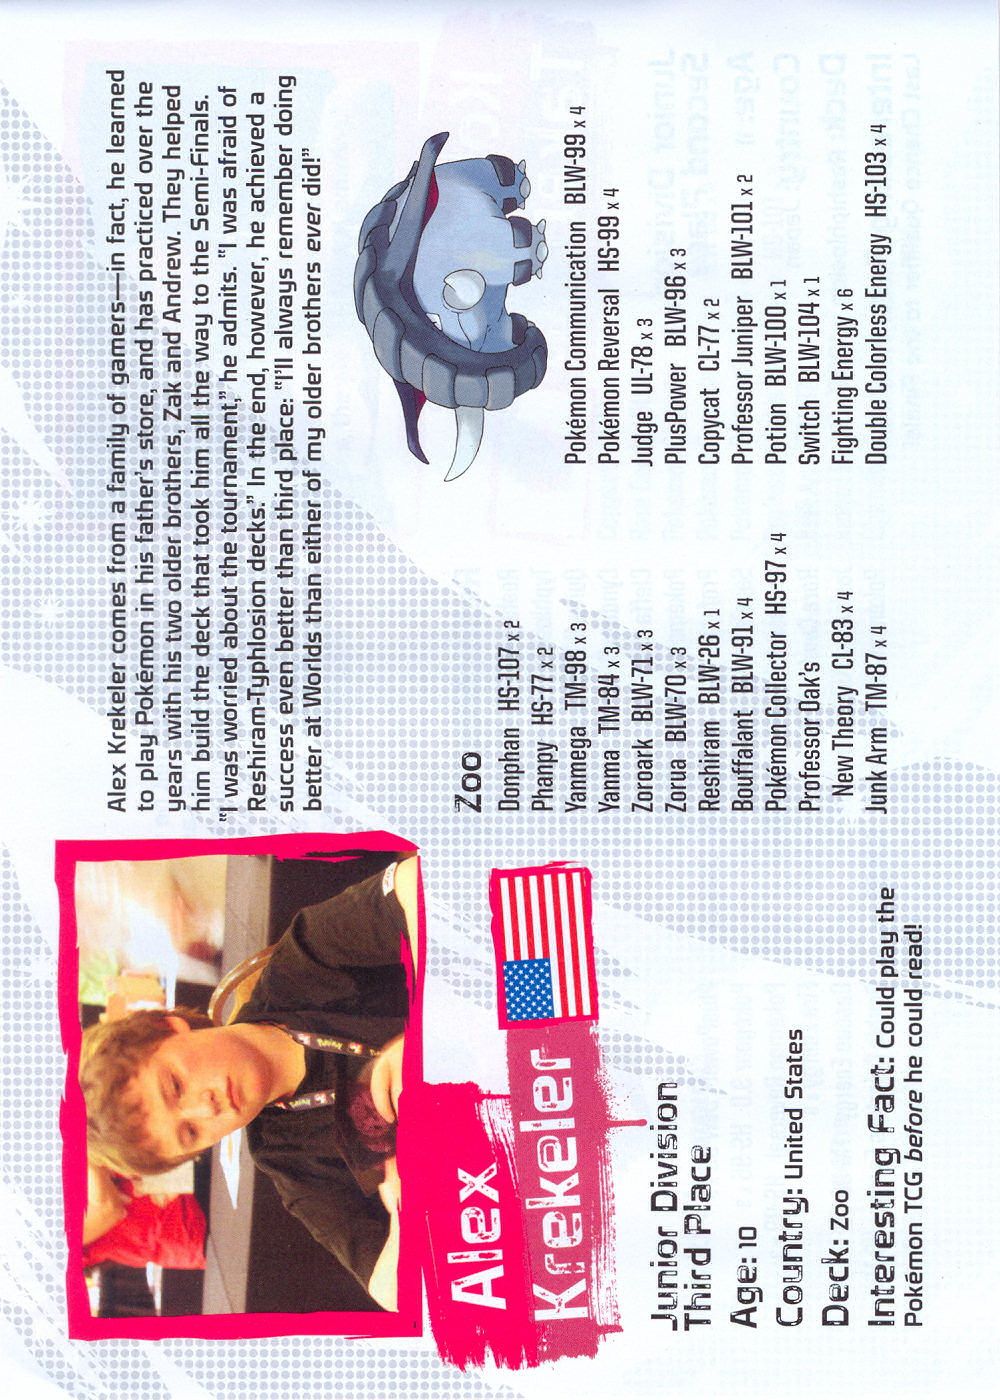 Alex Krekeler comes from a family of gamers—in fact, he learned
to play Pokémon in his father's store, and has practiced over the
years with his two older brothers, Zak and Andrew. They helped
him build the deck that took him all the way to the Semi-Finals.
"I was worried about the tournament," he admits. "I was afraid of
Reshiram-Typhlosion decks." In the end, however, he achieved a
success even better than third place: "I'll always remember doing
better at Worlds than either of my older brothers ever did!"
Alex
Krekeler
Junior Division
Third Place
Age: 10
Country: United States
Deck: Zoo
Interesting Fact: Could play the
Pokémon TCG before he could read!
Zoo
Donphan HS-107 x 2
Phanpy HS-77 x 2
Yanmega TM-98 x 3
Yanma TM-84 x 3
Zoroark BLW-71 x 3
Zorua BLW-70 x 3
Reshiram BLW-26 x 1
Bouffalant BLW-91 x 4
Pokémon Collector HS-97 x 4
Professor Oak's
New Theory CL-83 x 4
Junk Arm TM-87 x 4
Pokémon Communication BLW-99 x 4
Pokémon Reversal HS-99 x 4
Judge UL-78 x 3
PlusPower BLW-96 x 3
Copycat CL-77 x 2
Professor Juniper BLW-101 x 2
Potion BLW-100 x 1
Switch BLW-104 x 1
Fighting Energy x 6
Double Colorless Energy HS-103 x 4